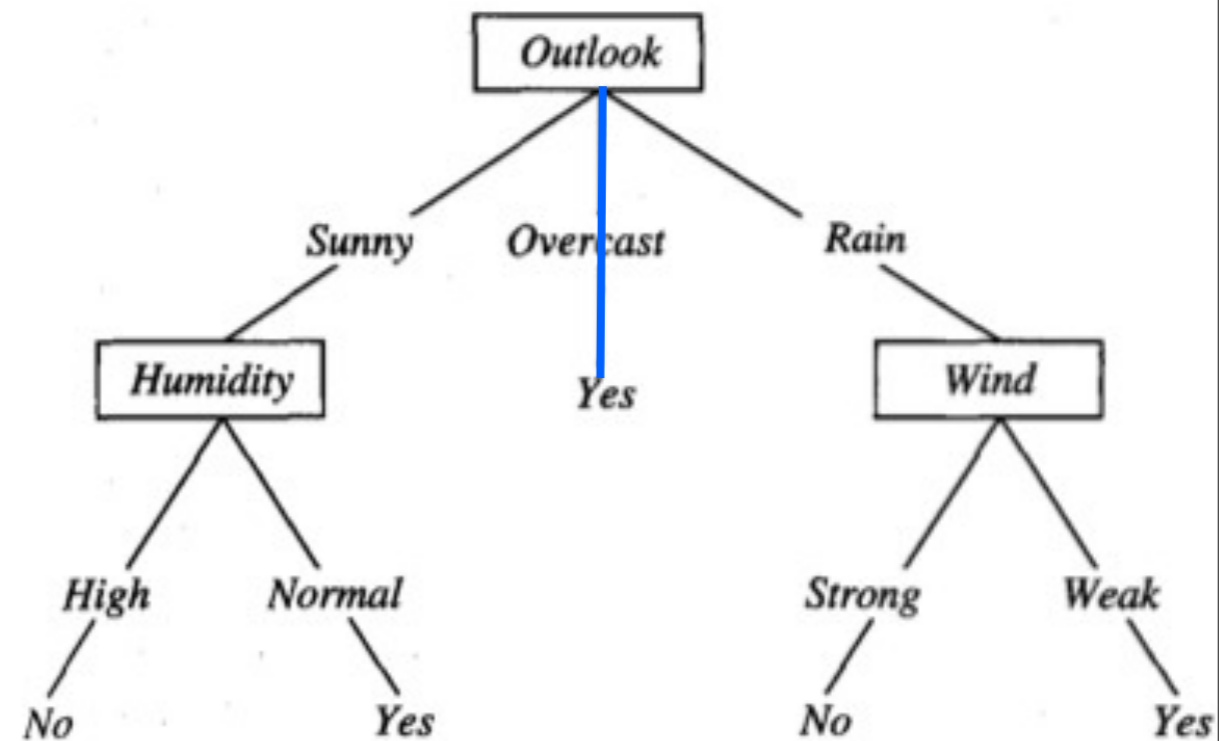 Outlook
Sunny Overcast Rain
Humidity Yes Wind
High Normal Strong Weak
No Yes No Yes